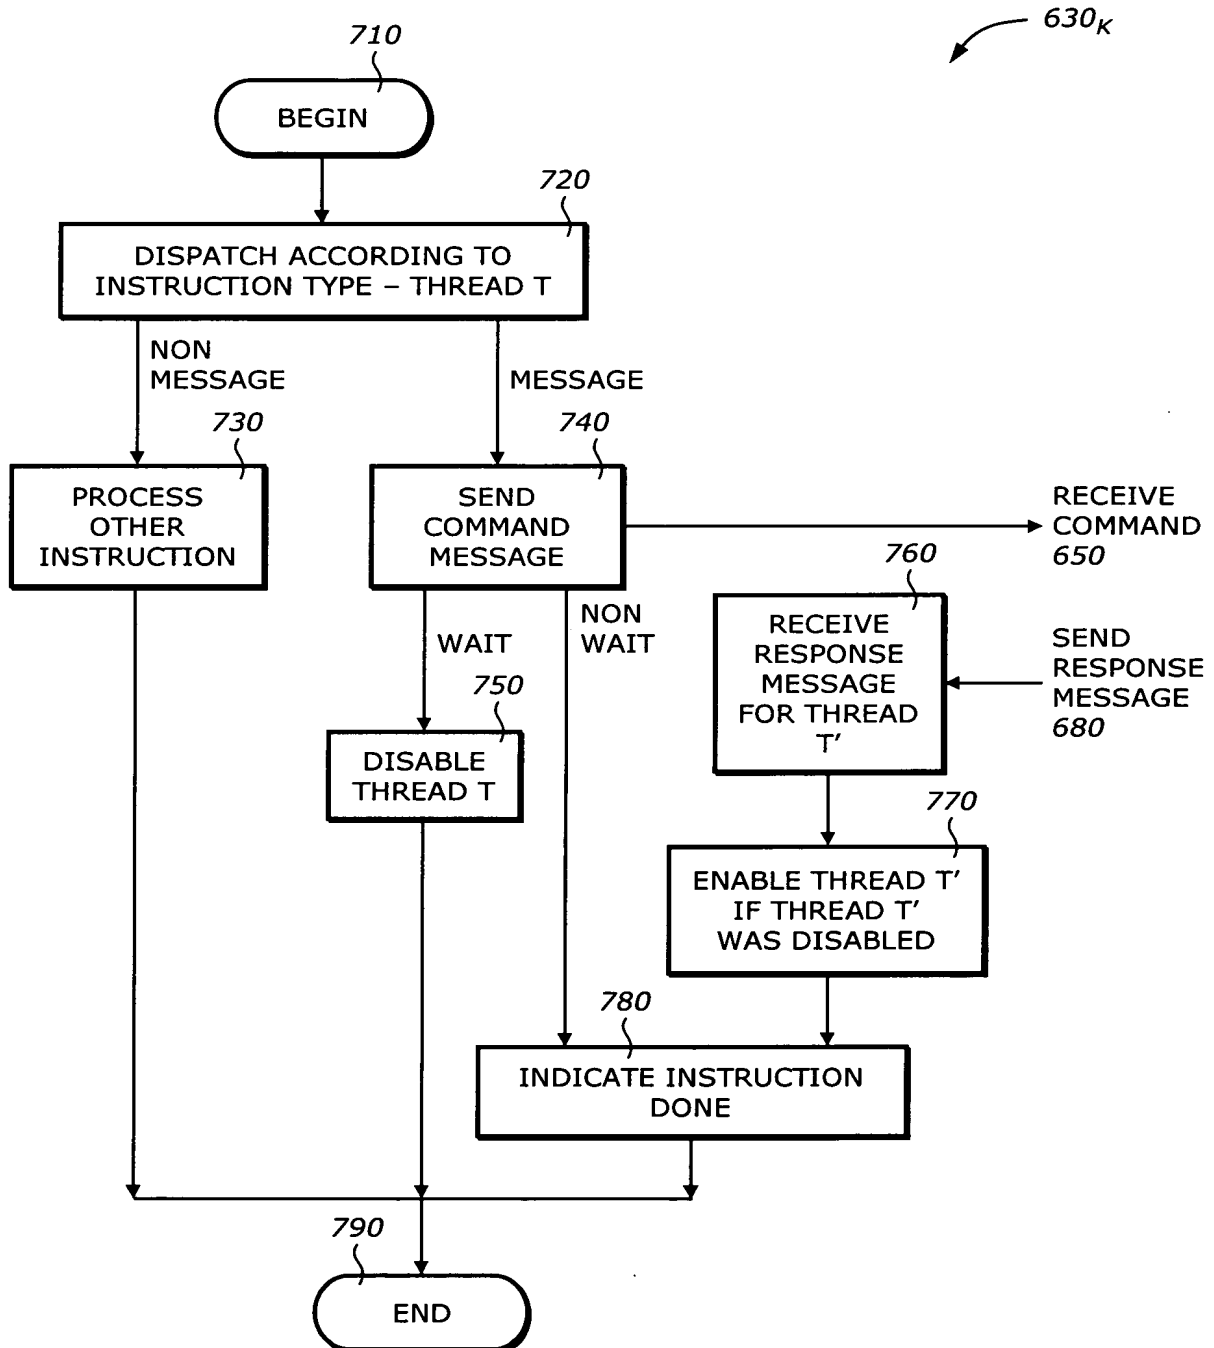 630K
710
BEGIN
720
DISPATCH ACCORDING TO
INSTRUCTION TYPE – THREAD T
NON
MESSAGE
MESSAGE
730
PROCESS
OTHER
INSTRUCTION
740
SEND
COMMAND
MESSAGE
RECEIVE
COMMAND
650
WAIT
NON
WAIT
750
DISABLE
THREAD T
760
RECEIVE
RESPONSE
MESSAGE
FOR THREAD
T'
SEND
RESPONSE
MESSAGE
680
770
ENABLE THREAD T'
IF THREAD T'
WAS DISABLED
780
INDICATE INSTRUCTION
DONE
790
END